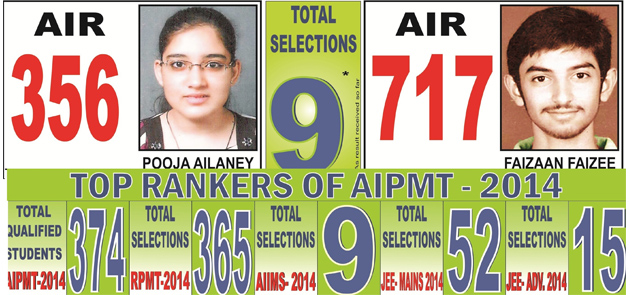 AIR
356
POOJA AILANEY
TOTAL
SELECTIONS
9*
As result received so far
AIR
717
FAIZAAN FAIZEE
TOP RANKERS OF AIPMT - 2014
TOTAL
QUALIFIED
STUDENTS
AIPMT-2014
374
TOTAL
SELECTIONS
RPMT-2014
365
TOTAL
SELECTIONS
AIIMS- 2014
9
TOTAL
SELECTIONS
JEE- MAINS 2014
52
TOTAL
SELECTIONS
JEE- ADV. 2014
15